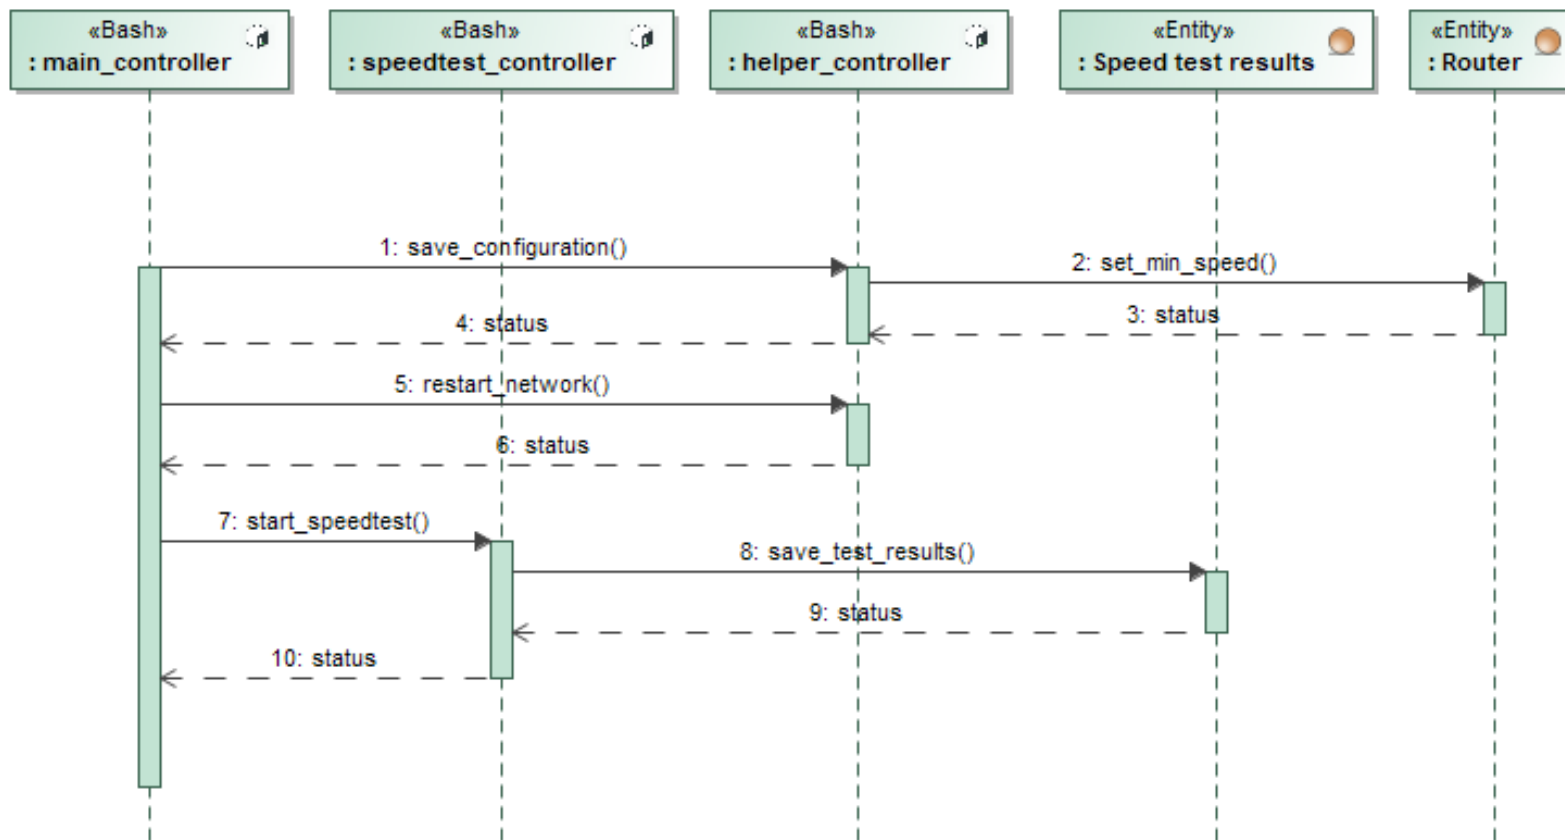 «Bash»
: main_controller
«Bash»
: speedtest_controller
«Bash»
: helper_controller
«Entity»
: Speed test results
«Entity»
: Router
1: save_configuration()
2: set_min_speed()
3: status
4: status
5: restart_network()
6: status
7: start_speedtest()
8: save_test_results()
9: status
10: status